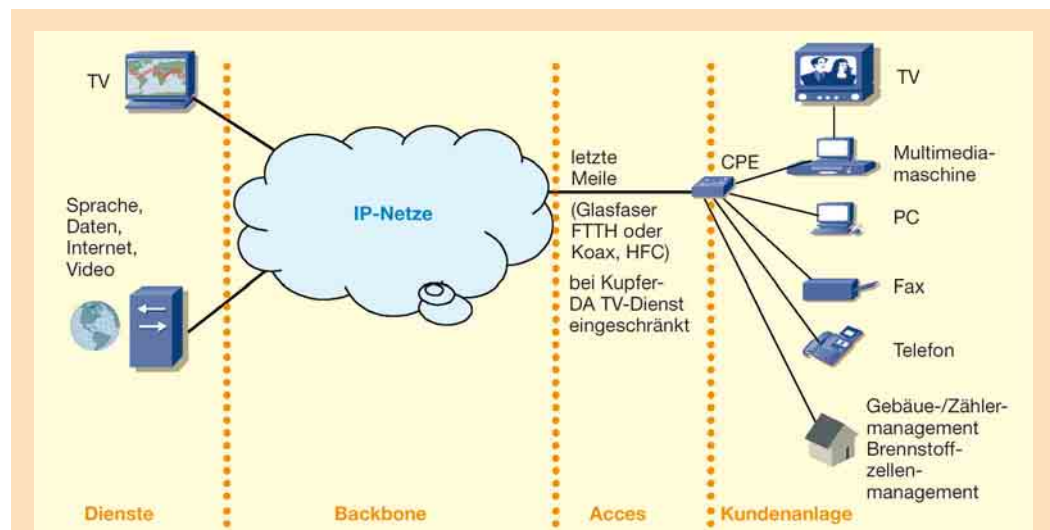 TV
Sprache,
Daten,
Internet,
Video
IP-Netze
letzte
Meile
(Glasfaser
FTTH oder
Koax, HFC)
bei Kupfer-
DA TV-Dienst
eingeschränkt
CPE
TV
Multimedia-
maschine
PC
Fax
Telefon
Gebäue-/Zähler-
management
Brennstoff-
zellen-
management
Dienste
Backbone
Acces
Kundenanlage